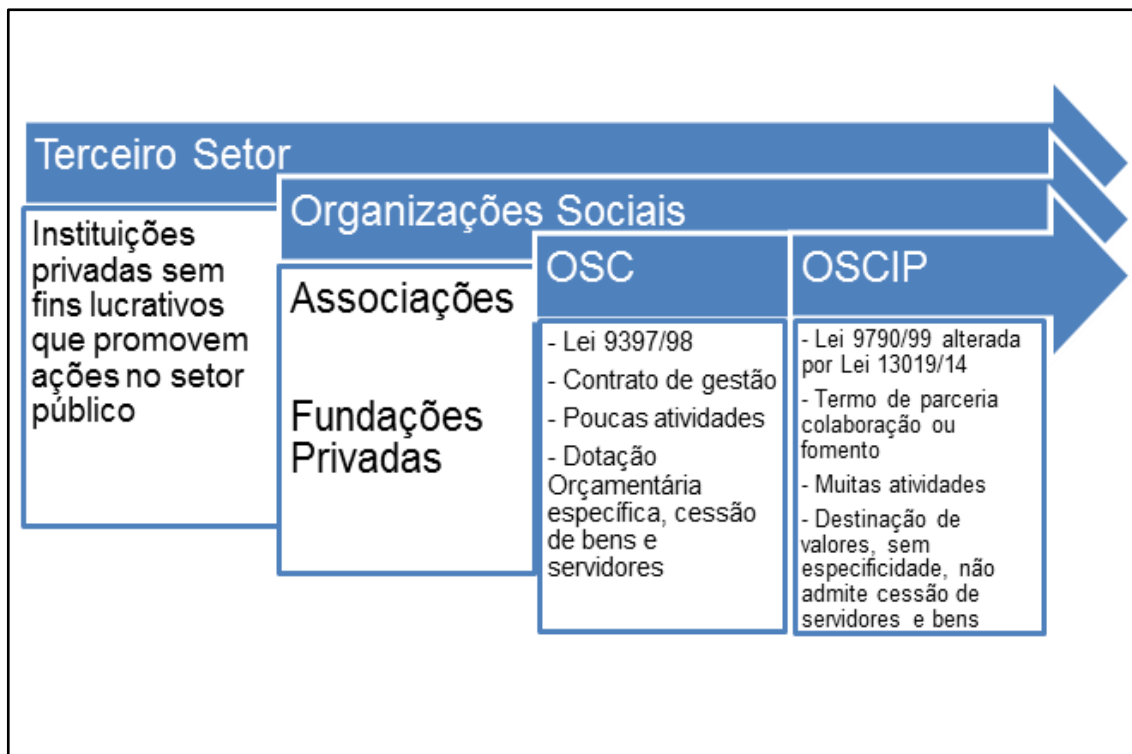 Terceiro Setor
Instituições
privadas sem
fins lucrativos
que promovem
ações no setor
público
Organizações Sociais
Associações
Fundações
Privadas
OSC
- Lei 9397/98
- Contrato de gestão
- Poucas atividades
- Dotação
Orçamentária
específica, cessão
de bens e
servidores
OSCIP
- Lei 9790/99 alterada
por Lei 13019/14
- Termo de parceria
colaboração ou
fomento
- Muitas atividades
- Destinação de
valores, sem
especificidade, não
admite cessão de
servidores e bens